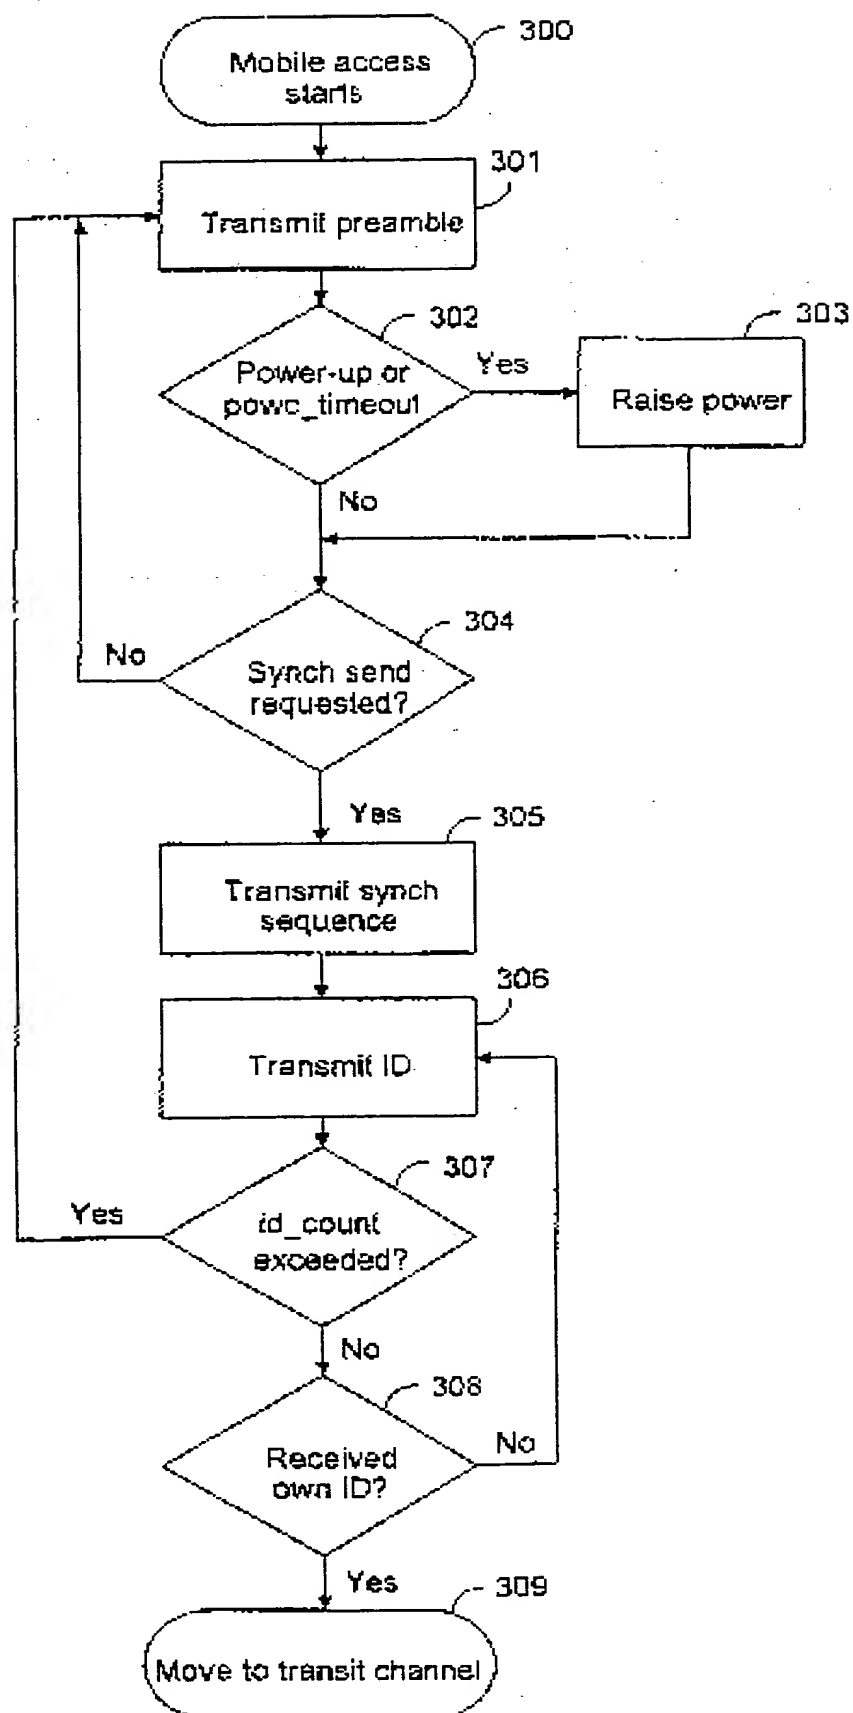 300
Mobile access
starts
301
Transmit preamble
302
303
Power-up or
powc_timeout
Yes
Raise power
No
304
No
Synch send
requested?
Yes
305
Transmit synch
sequence
306
Transmit ID
307
Yes
id_count
exceeded?
No
308
Received
own ID?
No
Yes
309
Move to transit channel